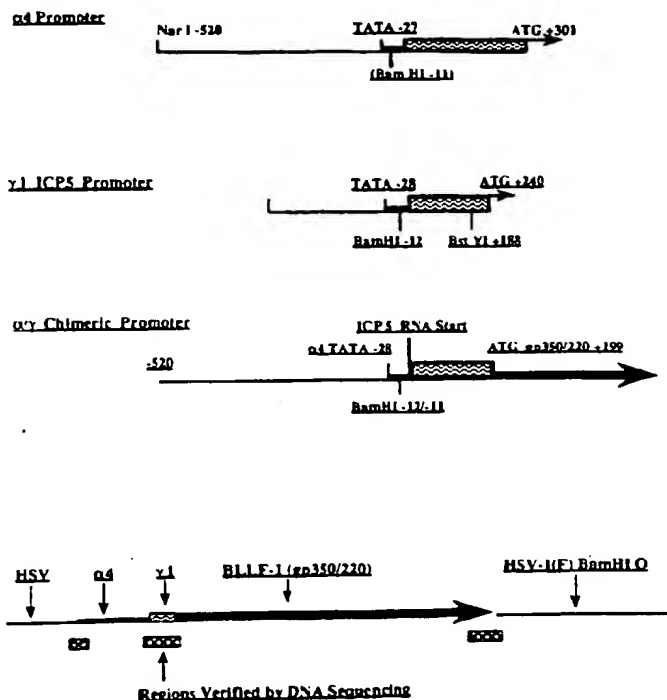 α4 Promoter
Nar I -520
TATA -27
ATG +301
(Bam HI -11)
γ1 ICP5 Promoter
TATA -28
ATG +240
BamHI -12
Bst YI +188
α/γ Chimeric Promoter
ICP5 RNA Start
-520
α4 TATA -28
ATG gp350/220 +199
BamHI -12/-11
HSV
α4
γ1
BLLF-1 (gp350/220)
HSV-1(F) BamHI Q
Regions Verified by DNA Sequencing